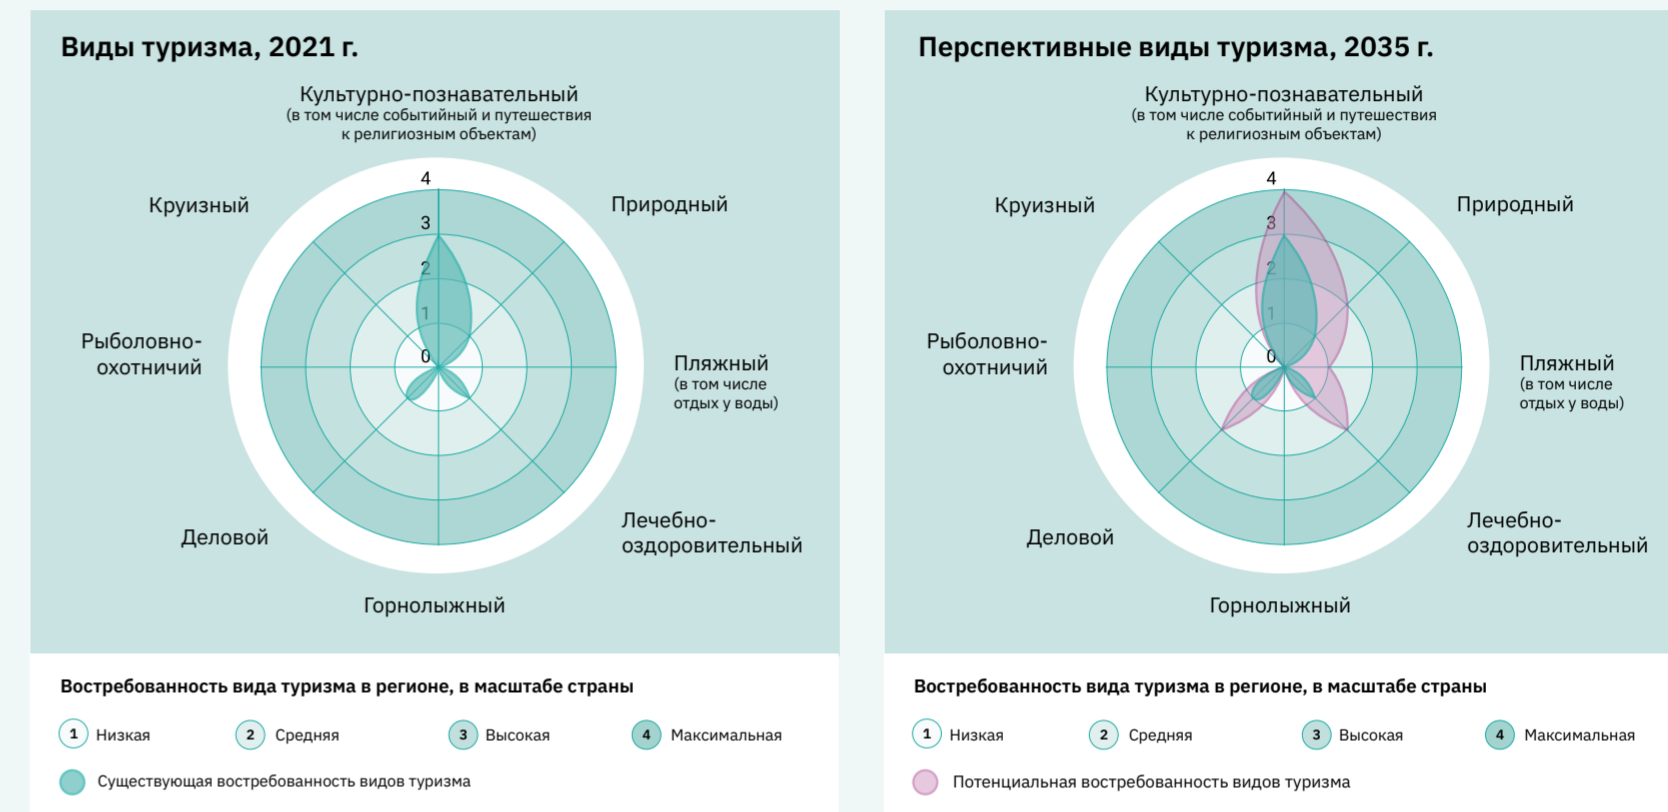 Виды туризма, 2021 г.
Культурно-познавательный
(в том числе событийный и путешествия
к религиозным объектам)
Круизный
Природный
4
3
2
1
0
Рыболовно-
охотничий
Пляжный
(в том числе
отдых у воды)
Деловой
Лечебно-
оздоровительный
Горнолыжный
Востребованность вида туризма в регионе, в масштабе страны
1 Низкая
2 Средняя
3 Высокая
4 Максимальная
Существующая востребованность видов туризма
Перспективные виды туризма, 2035 г.
Культурно-познавательный
(в том числе событийный и путешествия
к религиозным объектам)
Круизный
Природный
4
3
2
1
0
Рыболовно-
охотничий
Пляжный
(в том числе
отдых у воды)
Деловой
Лечебно-
оздоровительный
Горнолыжный
Востребованность вида туризма в регионе, в масштабе страны
1 Низкая
2 Средняя
3 Высокая
4 Максимальная
Потенциальная востребованность видов туризма